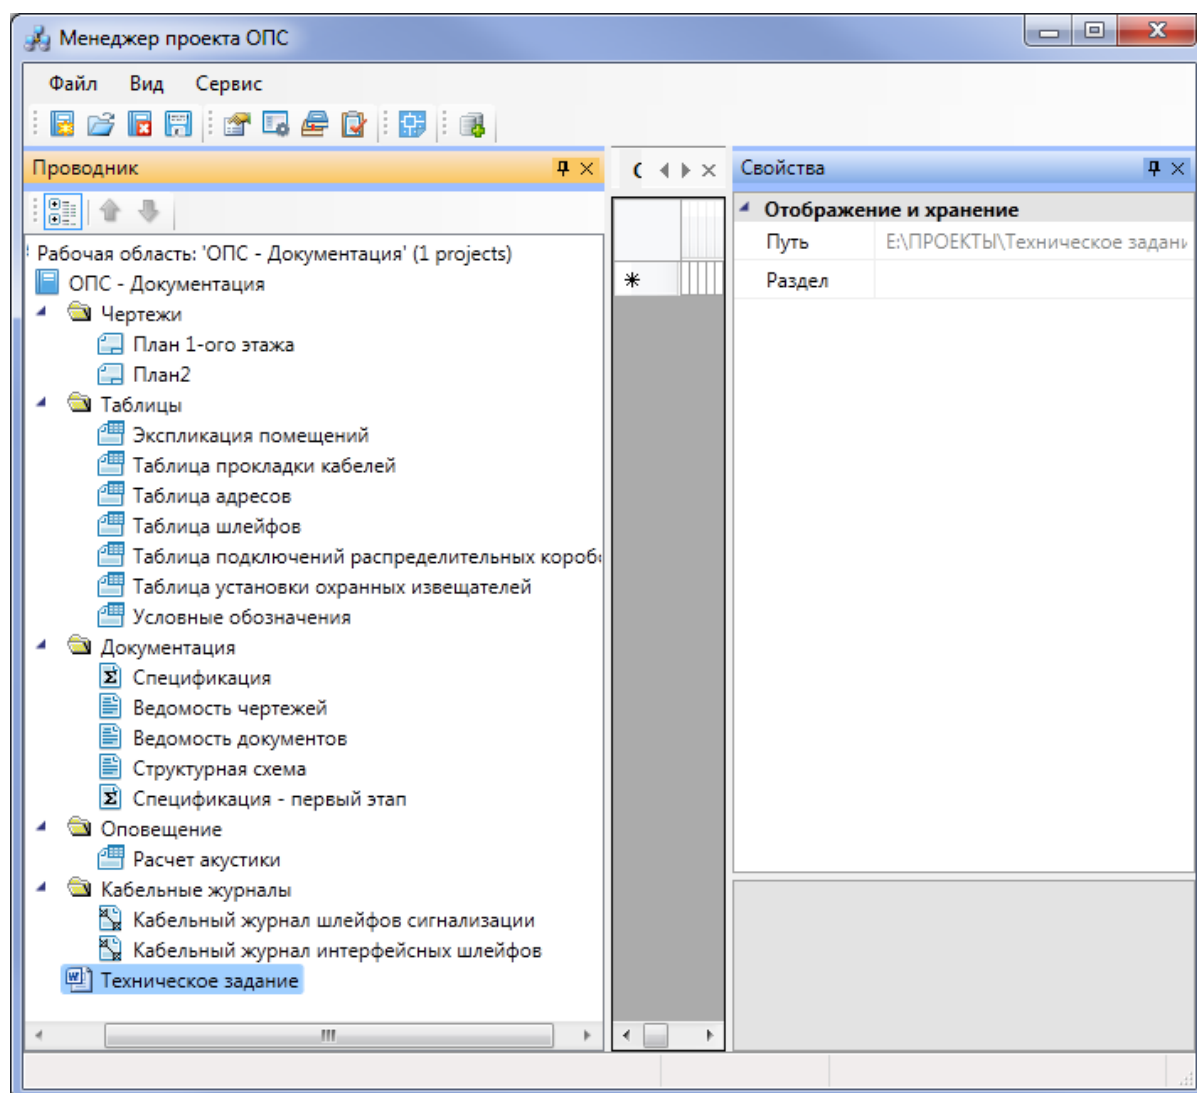 Менеджер проекта ОПС
Файл Вид Сервис
Проводник
Свойства
Рабочая область: 'ОПС - Документация' (1 projects)
ОПС - Документация
Чертежи
План 1-ого этажа
План2
Таблицы
Экспликация помещений
Таблица прокладки кабелей
Таблица адресов
Таблица шлейфов
Таблица подключений распределительных короб
Таблица установки охранных извещателей
Условные обозначения
Документация
Спецификация
Ведомость чертежей
Ведомость документов
Структурная схема
Спецификация - первый этап
Оповещение
Расчет акустики
Кабельные журналы
Кабельный журнал шлейфов сигнализации
Кабельный журнал интерфейсных шлейфов
Техническое задание
Отображение и хранение
Путь E:\ПРОЕКТЫ\Техническое задани
Раздел